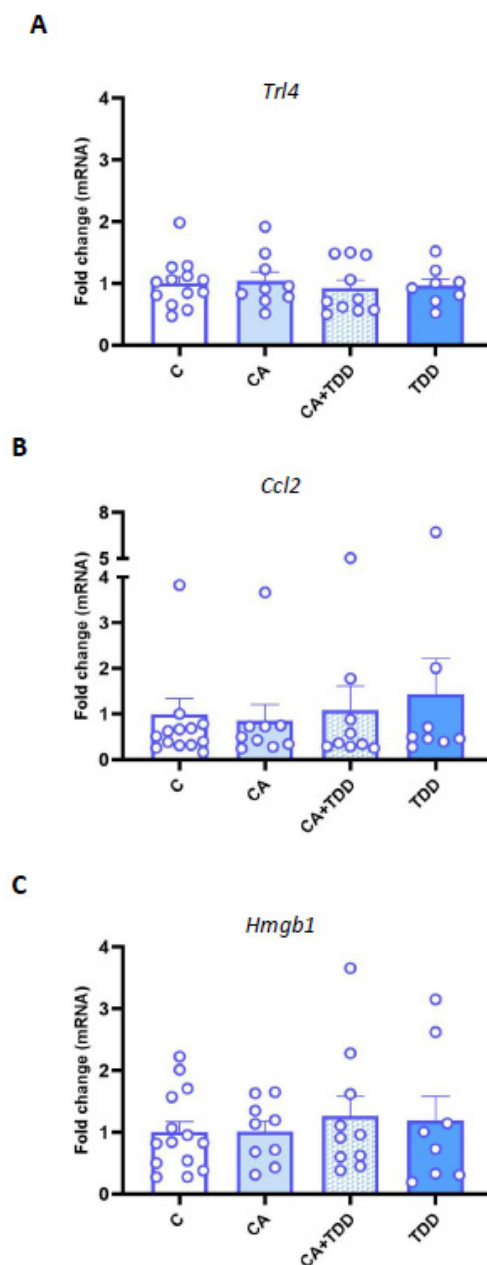 A
Trl4
Fold change (mRNA)
4
3
2
1
0
C
CA
CA+TDD
TDD
B
Ccl2
Fold change (mRNA)
8
5
4
3
2
1
0
C
CA
CA+TDD
TDD
C
Hmgb1
Fold change (mRNA)
4
3
2
1
0
C
CA
CA+TDD
TDD